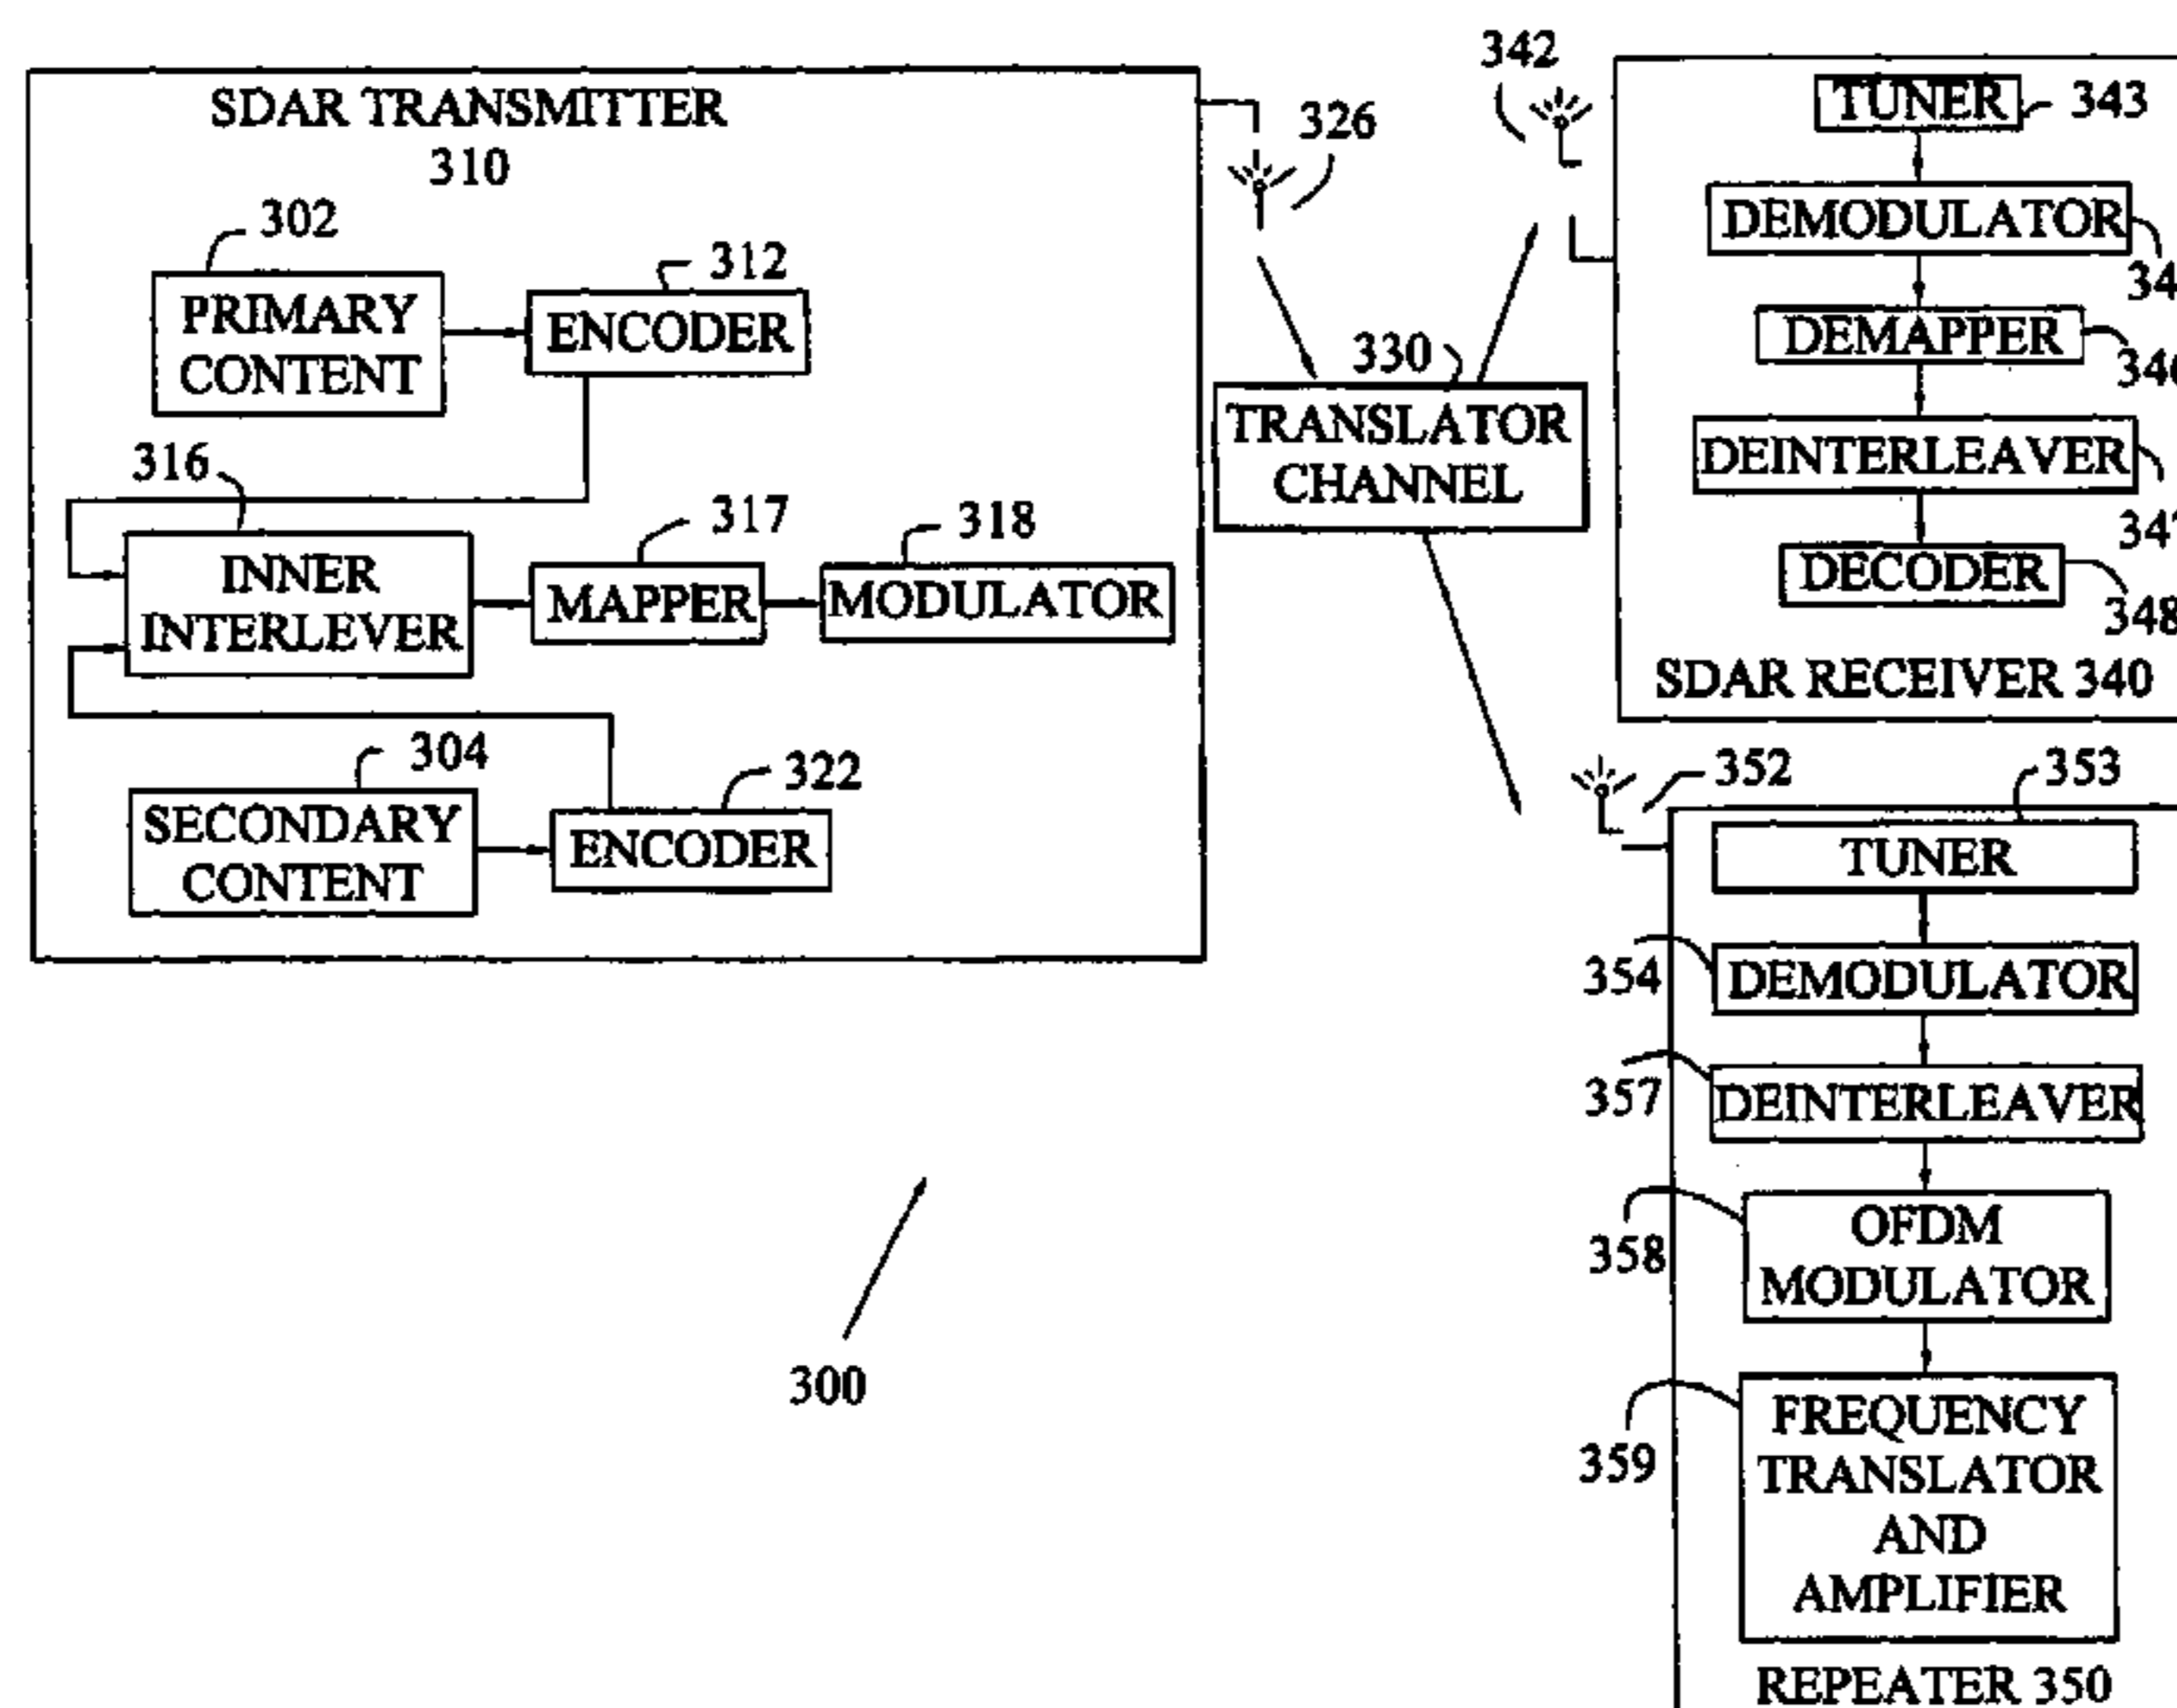 SDAR TRANSMITTER
310
302
PRIMARY
CONTENT
312
ENCODER
316
INNER
INTERLEVER
317
MAPPER
318
MODULATOR
304
SECONDARY
CONTENT
322
ENCODER
326
330
TRANSLATOR
CHANNEL
342
TUNER
343
DEMODULATOR
DEMAPPER
346
DEINTERLEAVER
DECODER
348
SDAR RECEIVER 340
352
353
TUNER
354
DEMODULATOR
357
DEINTERLEAVER
358
OFDM
MODULATOR
359
FREQUENCY
TRANSLATOR
AND
AMPLIFIER
REPEATER 350
300